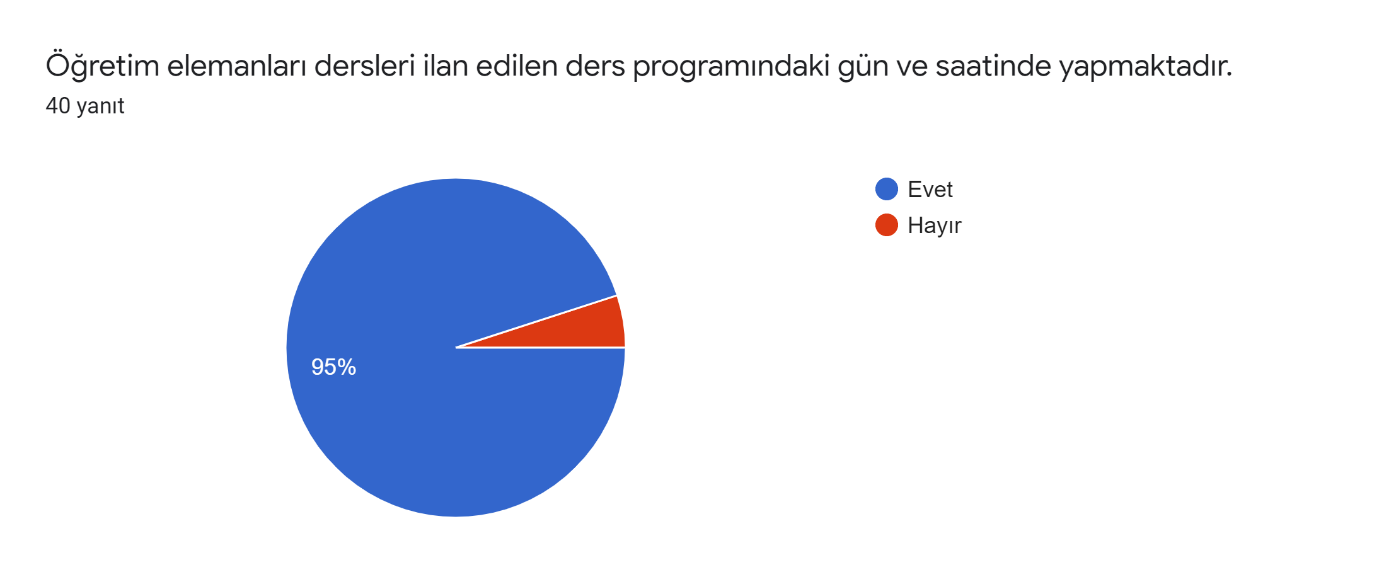 Öğretim elemanları dersleri ilan edilen ders programındaki gün ve saatinde yapmaktadır.
40 yanıt
Evet
Hayır
95%